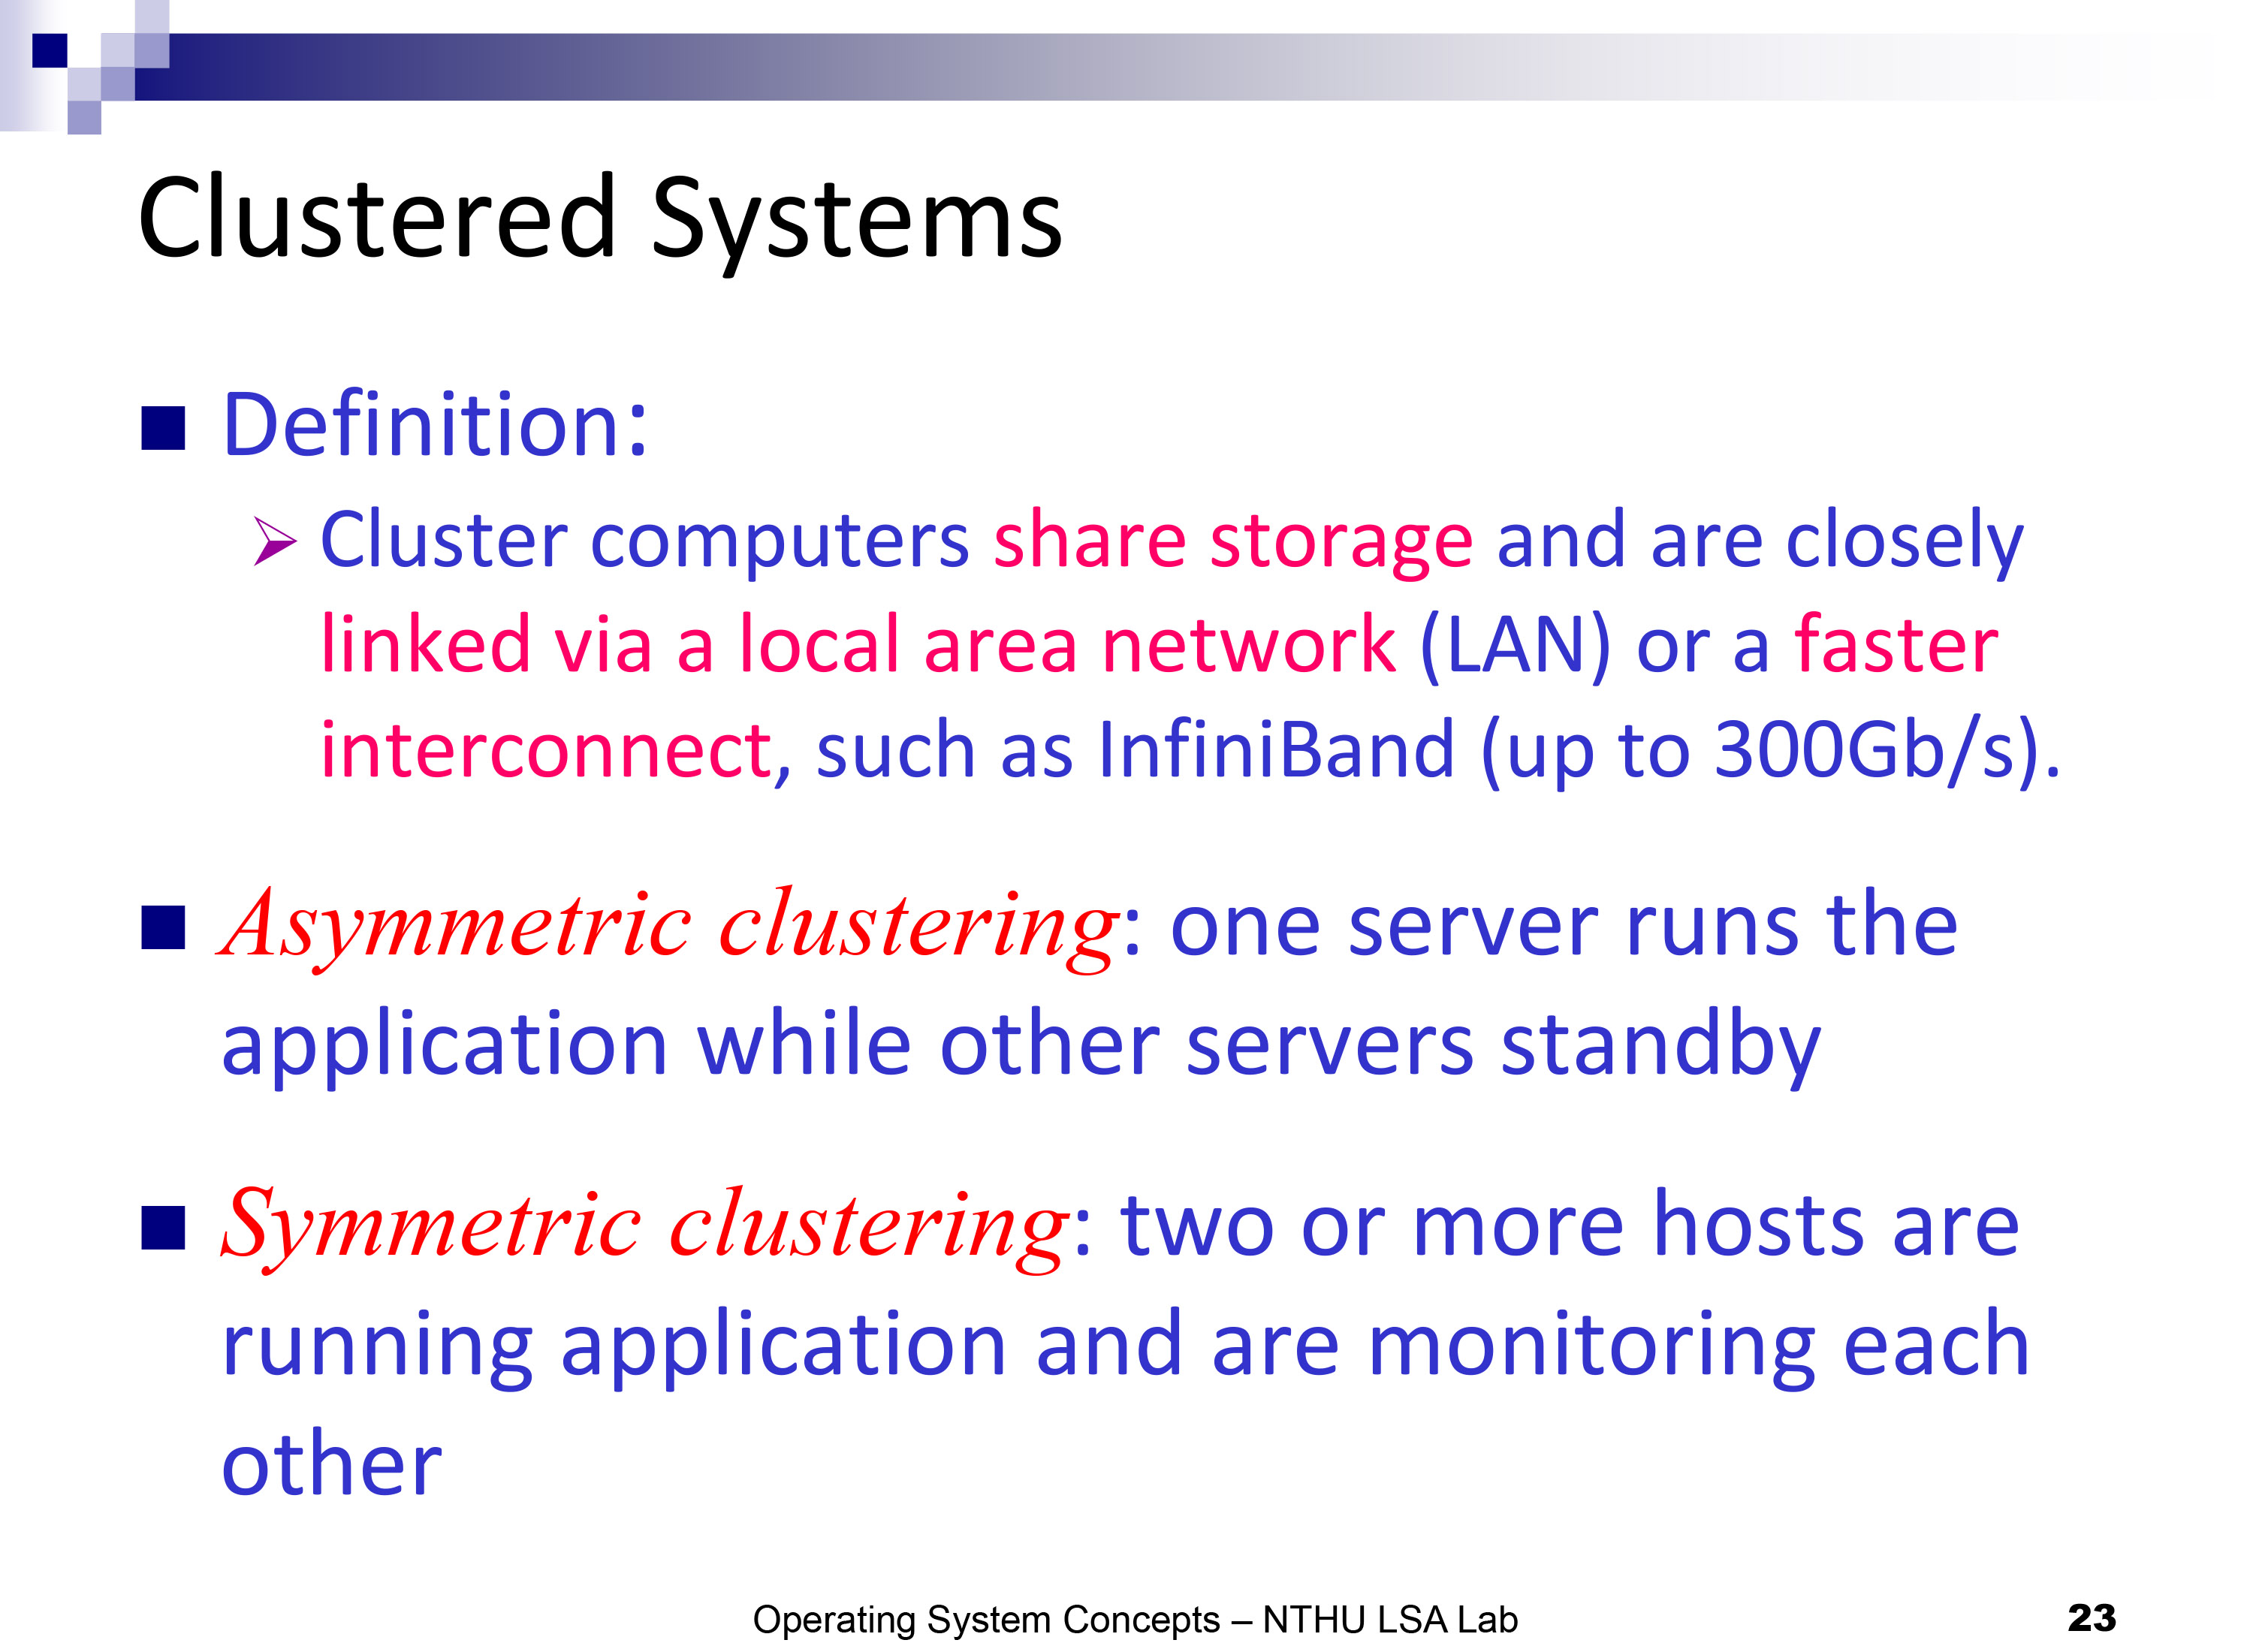 Clustered Systems
Definition:
Cluster computers share storage and are closely
linked via a local area network (LAN) or a faster
interconnect, such as InfiniBand (up to 300Gb/s).
Asymmetric clustering: one server runs the
application while other servers standby
Symmetric clustering: two or more hosts are
running application and are monitoring each
other
Operating System Concepts – NTHU LSA Lab
23